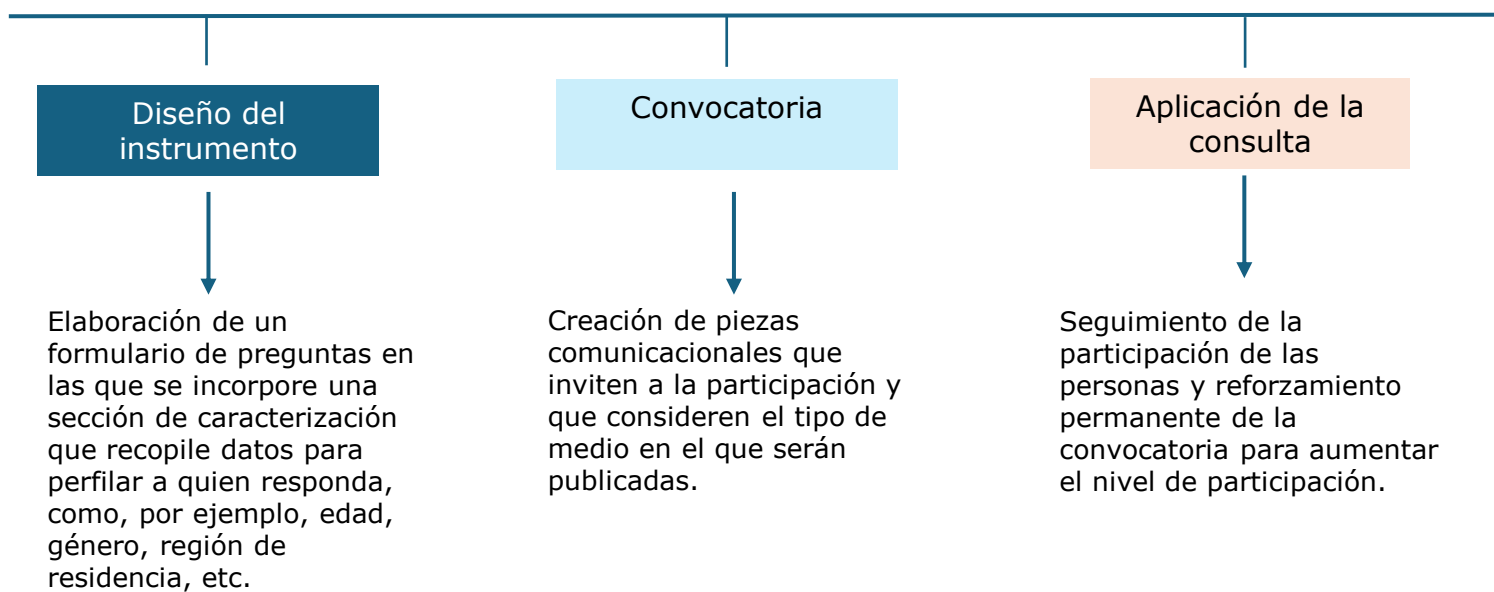 Diseño del
instrumento
Elaboración de un
formulario de preguntas en
las que se incorpore una
sección de caracterización
que recopile datos para
perfilar a quien responda,
como, por ejemplo, edad,
género, región de
residencia, etc.
Convocatoria
Creación de piezas
comunicacionales que
inviten a la participación y
que consideren el tipo de
medio en el que serán
publicadas.
Aplicación de la
consulta
Seguimiento de la
participación de las
personas y reforzamiento
permanente de la
convocatoria para aumentar
el nivel de participación.